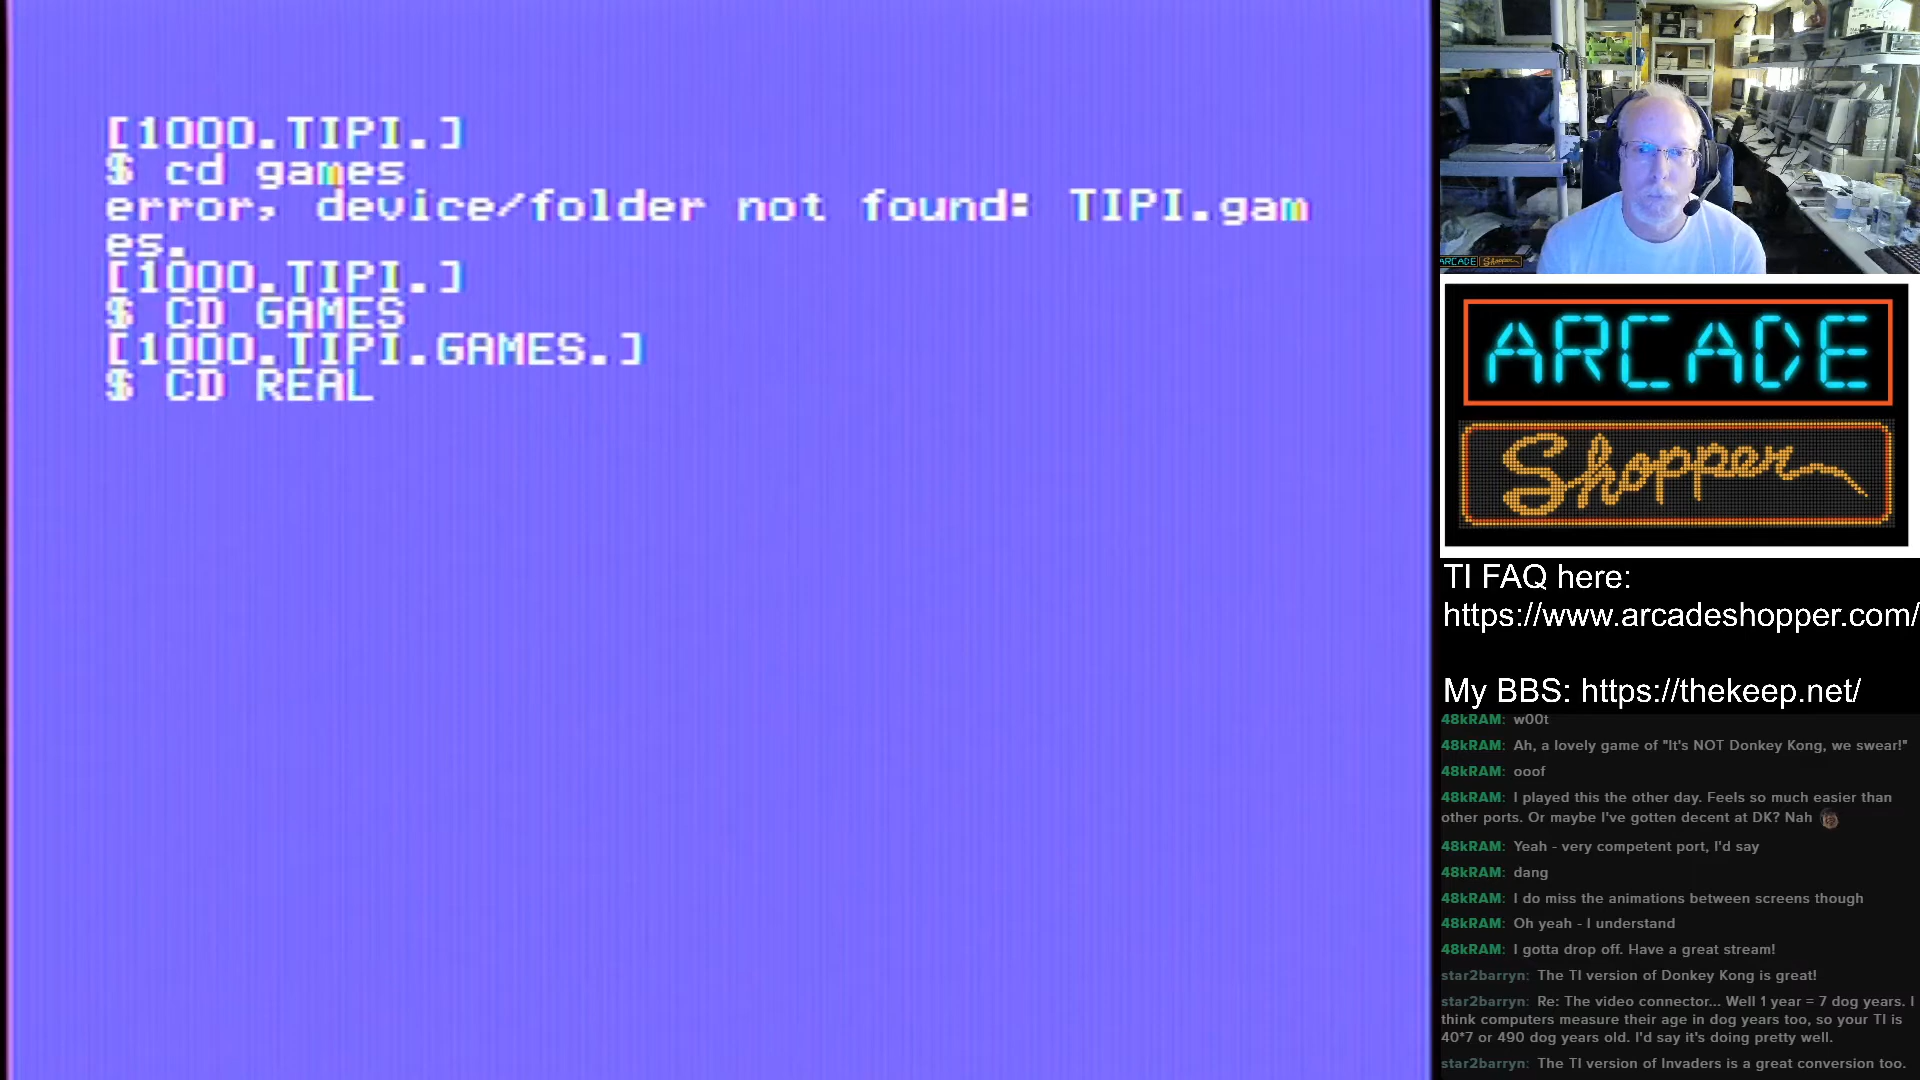 [1000.TIPI.]
$ cd games
error, device/folder not found: TIPI.gam
es.
[1000.TIPI.]
$ CD GAMES
[1000.TIPI.GAMES.]
$ CD REAL
ARCADE Shopper
ARCADE
Shopper
TI FAQ here:
https://www.arcadeshopper.com/
My BBS: https://thekeep.net/
48kRAM: w00t
48kRAM: Ah, a lovely game of "It's NOT Donkey Kong, we swear!"
48kRAM: ooof
48kRAM: I played this the other day. Feels so much easier than
other ports. Or maybe I've gotten decent at DK? Nah
48kRAM: Yeah - very competent port, I'd say
48kRAM: dang
48kRAM: I do miss the animations between screens though
48kRAM: Oh yeah - I understand
48kRAM: I gotta drop off. Have a great stream!
star2barryn: The TI version of Donkey Kong is great!
star2barryn: Re: The video connector... Well 1 year = 7 dog years. I
think computers measure their age in dog years too, so your TI is
40*7 or 490 dog years old. I'd say it's doing pretty well.
star2barryn: The TI version of Invaders is a great conversion too.